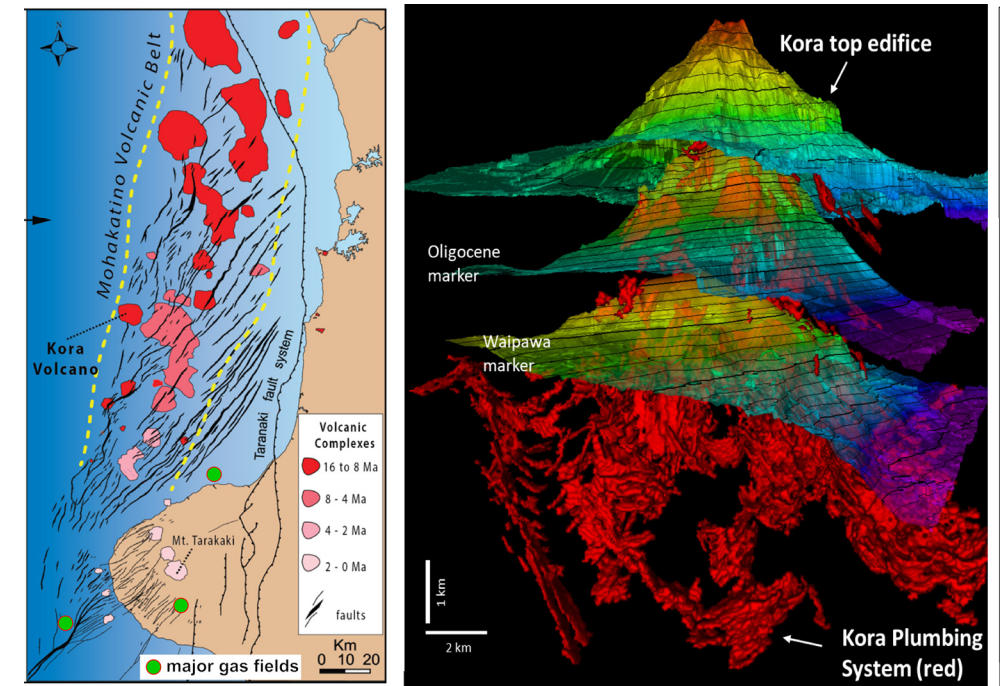 Mohakatino Volcanic Belt
Kora
Volcano
Taranaki fault system
Volcanic
Complexes
16 to 8 Ma
8 - 4 Ma
4 - 2 Ma
2 - 0 Ma
faults
Mt. Tarakaki
Km
0 10 20
major gas fields
Kora top edifice
Oligocene
marker
Waipawa
marker
1 km
2 km
Kora Plumbing
System (red)